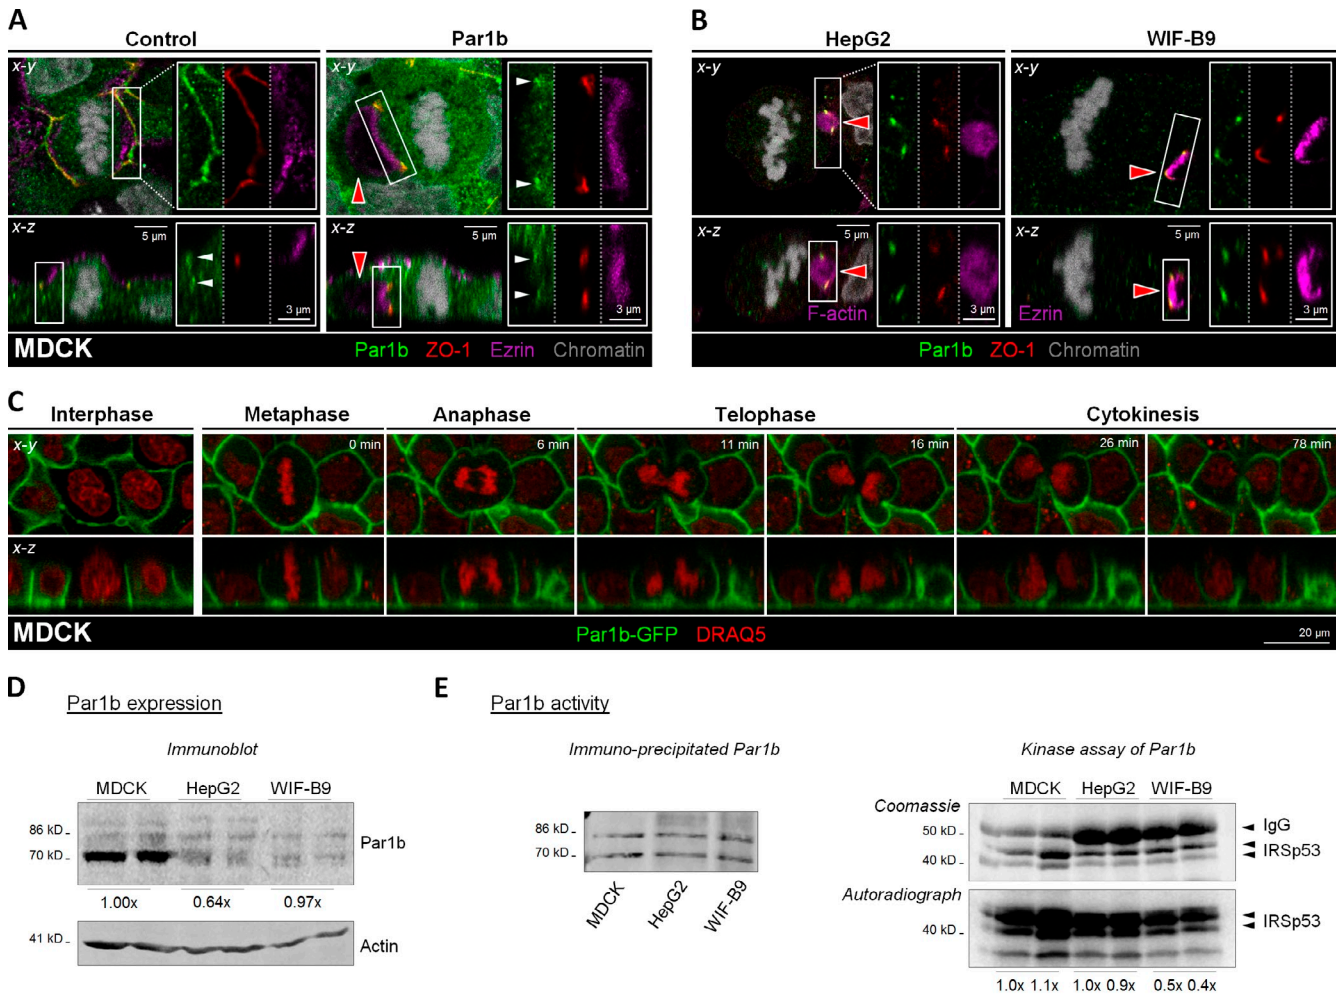 A
Control
Par1b
x-y
x-y
x-z
5 µm
3 µm
x-z
5 µm
3 µm
MDCK
Par1b ZO-1 Ezrin Chromatin
B
HepG2
WIF-B9
x-y
x-y
x-z
5 µm
F-actin
x-z
5 µm
Ezrin
3 µm
Par1b ZO-1 Chromatin
C
Interphase
Metaphase
Anaphase
Telophase
Cytokinesis
x-y
0 min
6 min
11 min
16 min
26 min
78 min
x-z
MDCK
Par1b-GFP DRAQ5
20 µm
D
Par1b expression
Immunoblot
MDCK HepG2 WIF-B9
86 kD
70 kD
Par1b
1.00x 0.64x 0.97x
41 kD
Actin
E
Par1b activity
Immuno-precipitated Par1b
86 kD
70 kD
MDCK HepG2 WIF-B9
Kinase assay of Par1b
MDCK HepG2 WIF-B9
Coomassie
50 kD
40 kD
IgG
IRSp53
Autoradiograph
40 kD
IRSp53
1.0x 1.1x 1.0x 0.9x 0.5x 0.4x